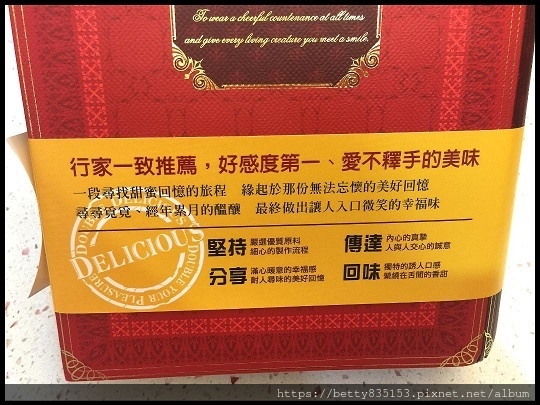 To wear a cheerful countenance at all times
and give every living creature you meet a smile.
行家一致推薦，好感度第一、愛不釋手的美味
一段尋找甜蜜回憶的旅程　緣起於那份無法忘懷的美好回憶
尋尋覓覓、經年累月的醞釀　最終做出讓人入口微笑的幸福味
堅持 嚴選優質原料
細心的製作流程
傳達 內心的真摯
人與人交心的誠意
分享 滿心暖意的幸福感
耐人尋味的美好回憶
回味 獨特的誘人口感
縈繞在舌間的香甜
DELICIOUS
DOUBLE YOUR PLEASURE
https://betty835153.pixnet.net/album